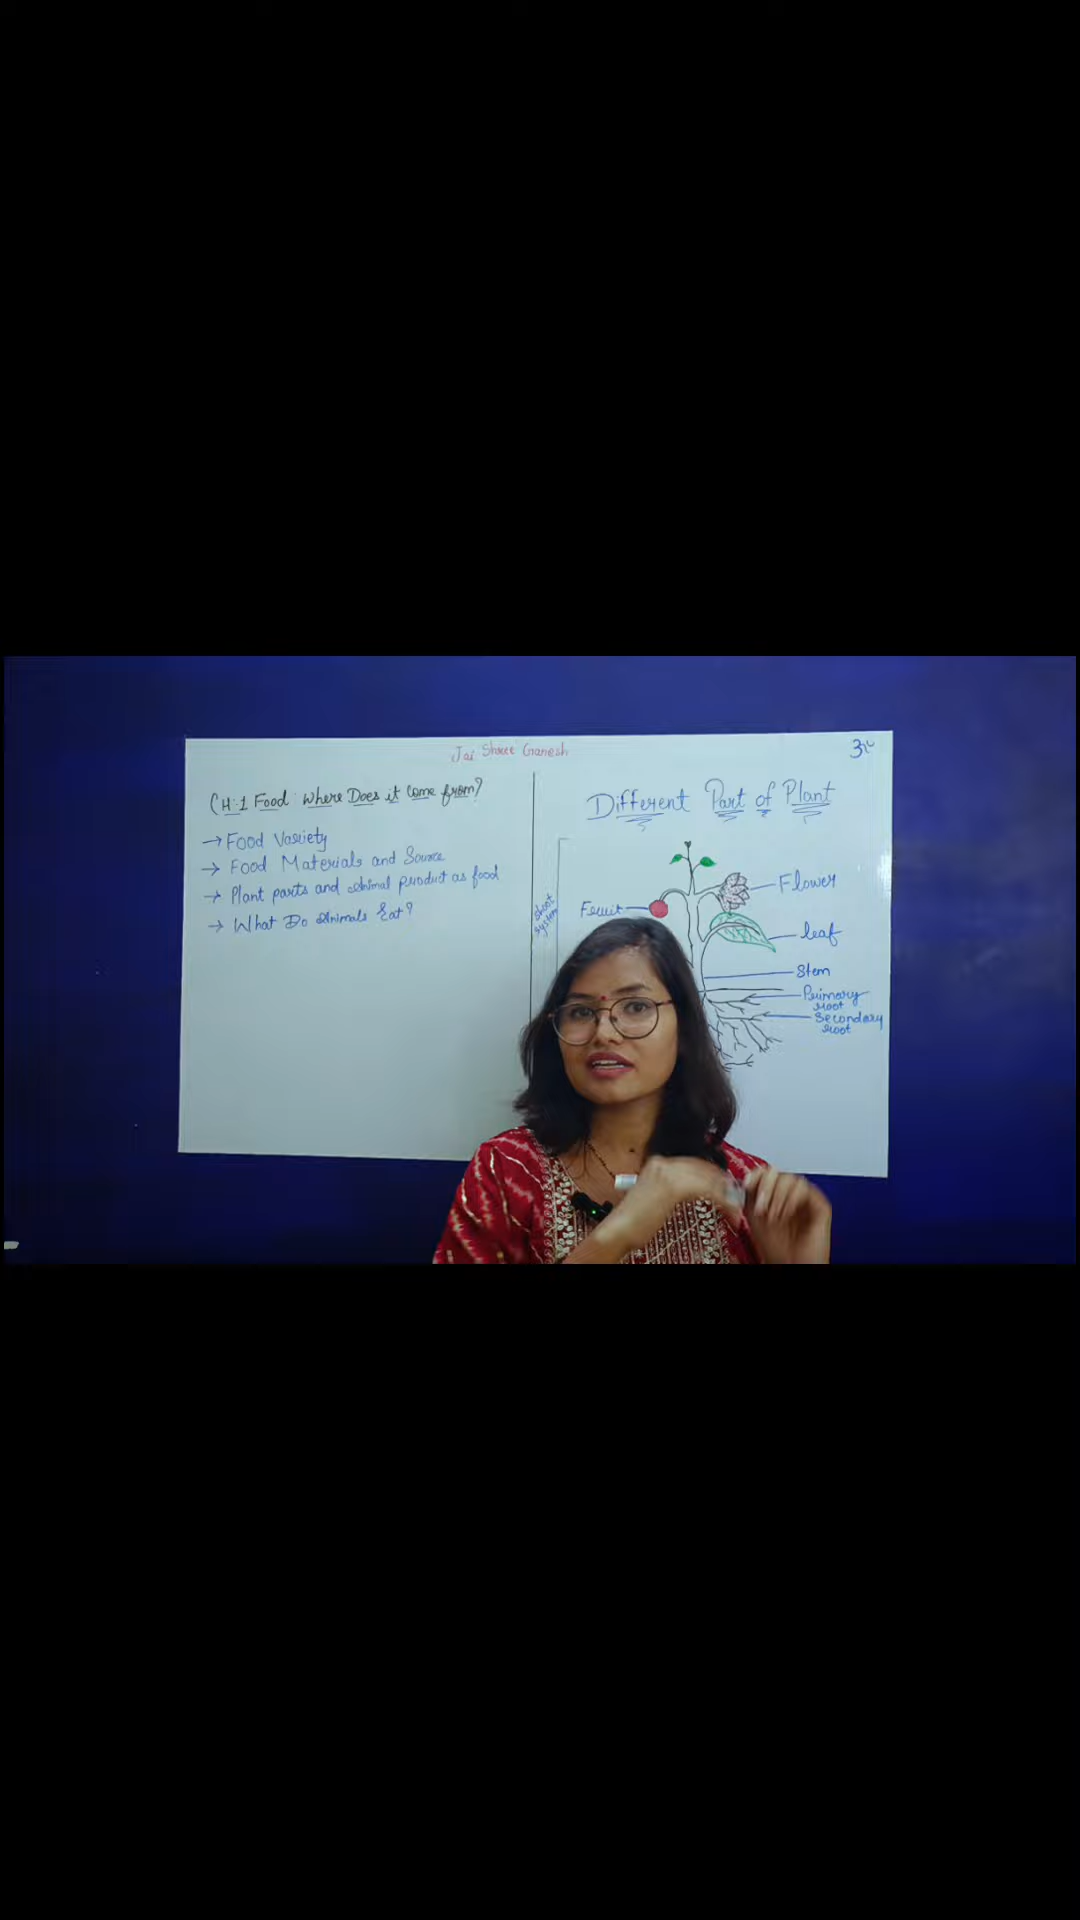 Jai Shree Ganesh
CH:-1 Food: Where Does it Come from?
→ Food Variety
→ Food Materials and Source
→ Plant parts and Animal product as food
→ What Do Animals Eat?
Different Part of Plant
Shoot
System
Flower
Fruit
leaf
Stem
Primary
root
Secondary
root